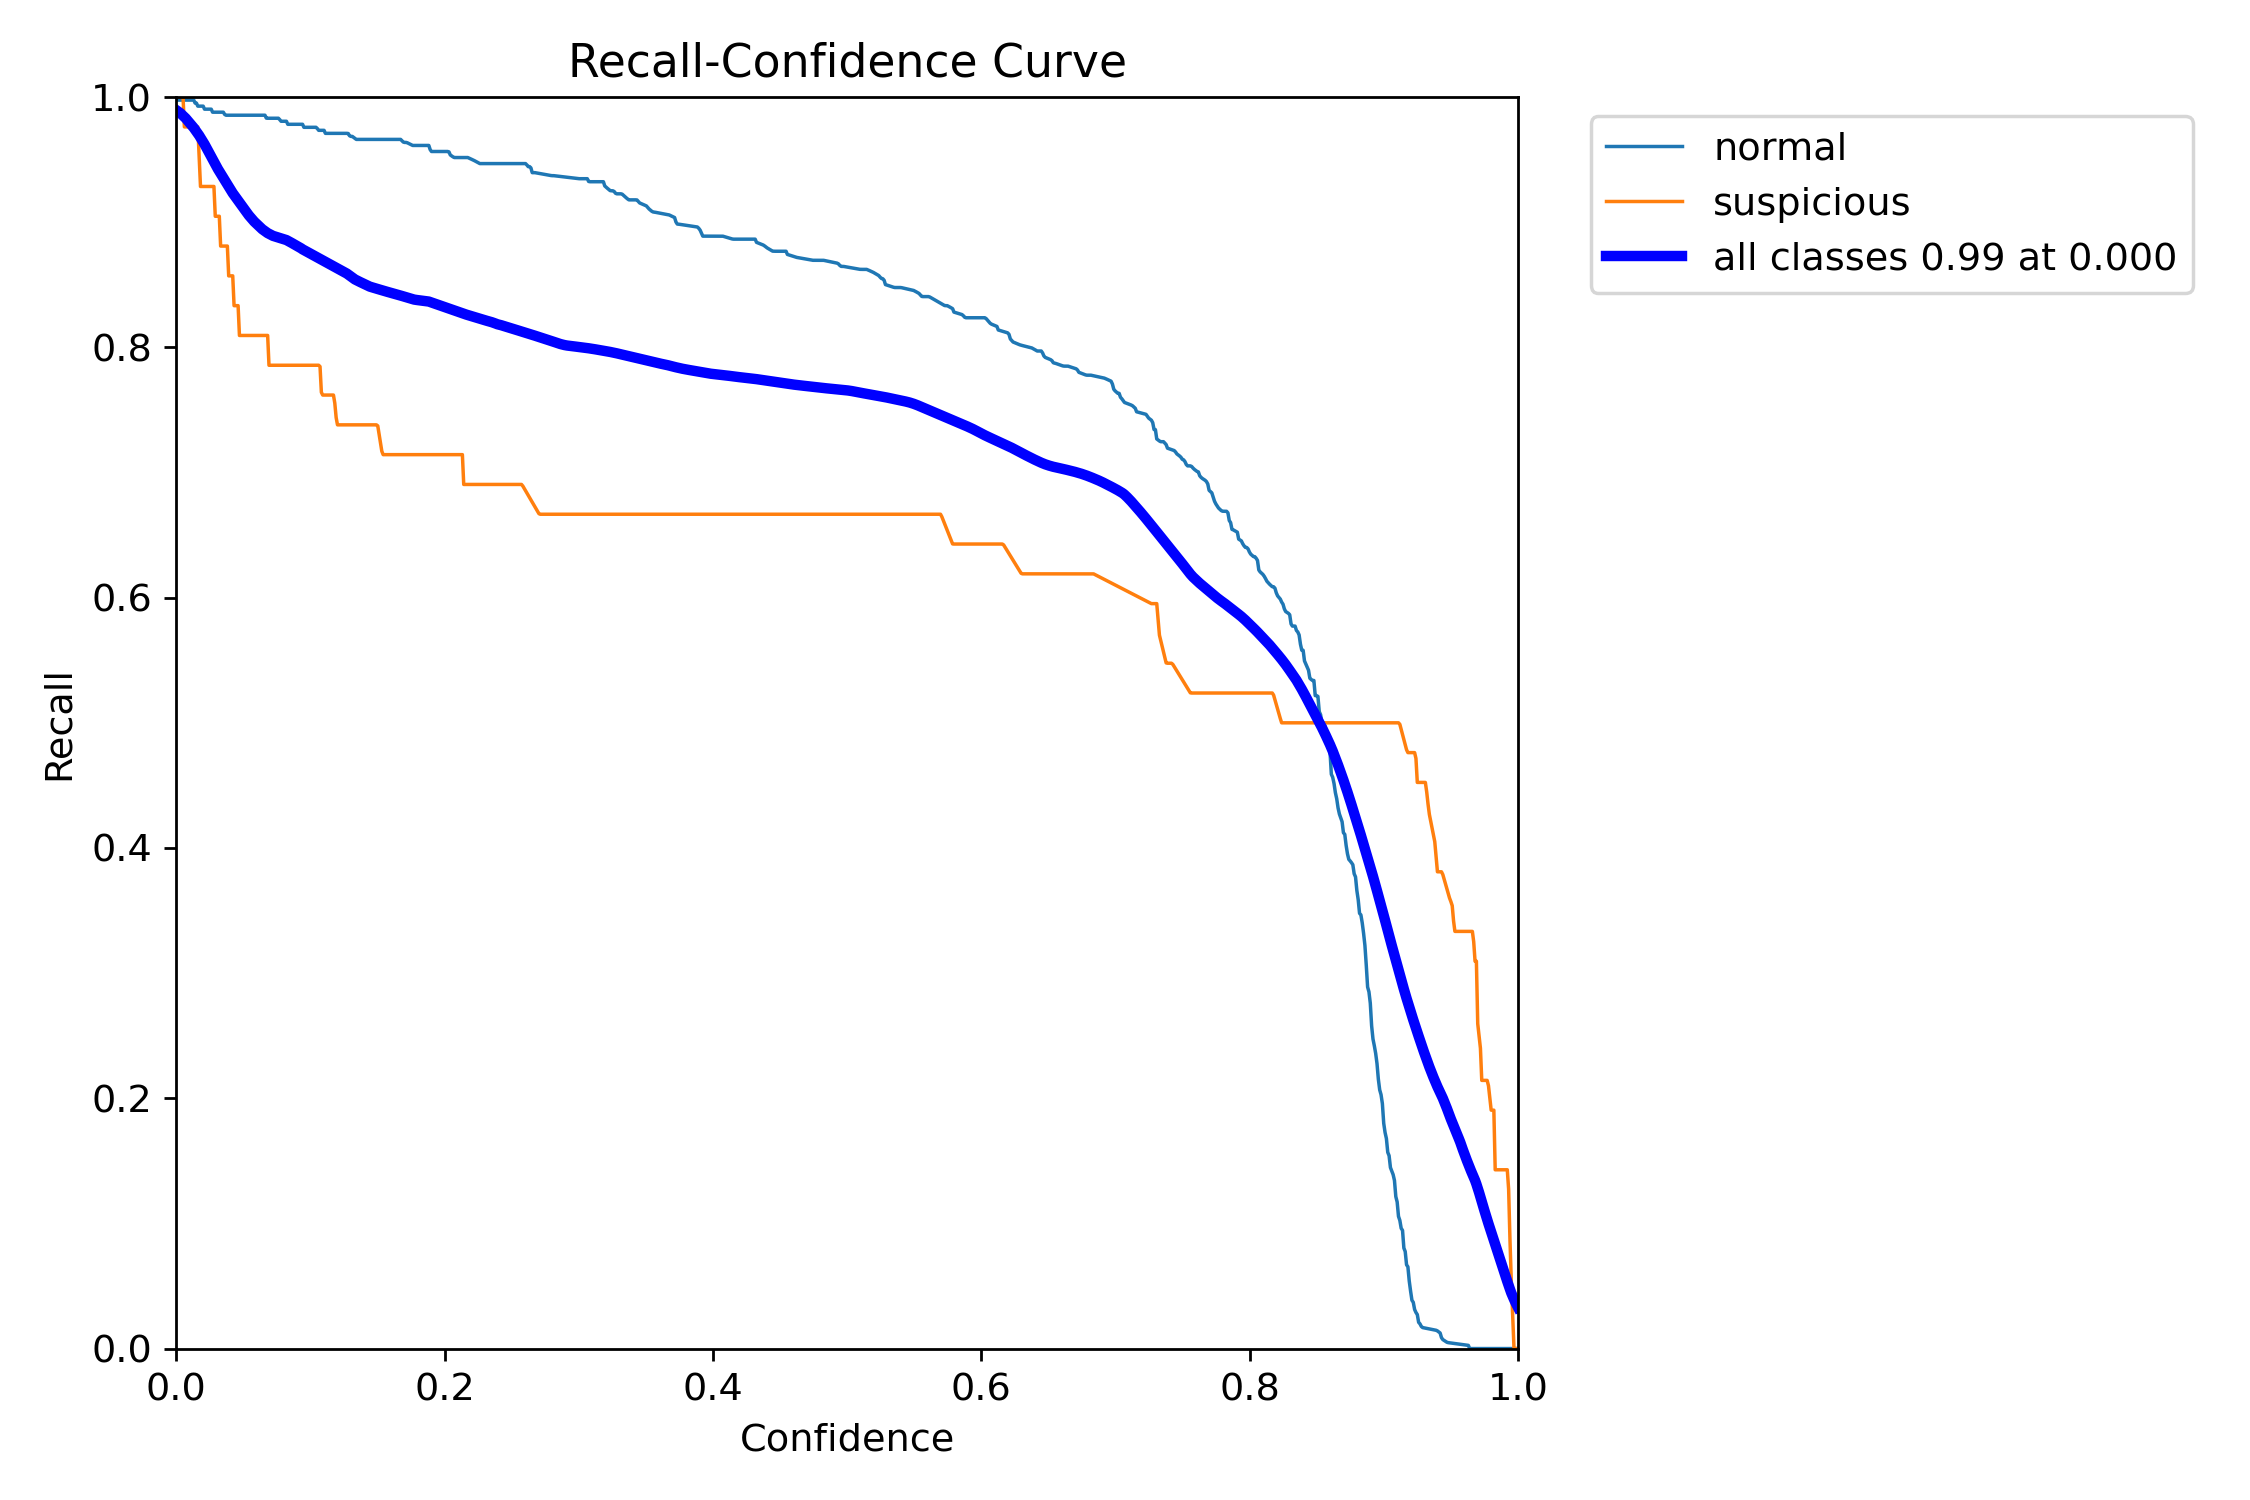 Recall-Confidence Curve
1.0
0.8
0.6
0.4
0.2
0.0
Recall
0.0 0.2 0.4 0.6 0.8 1.0
Confidence
normal
suspicious
all classes 0.99 at 0.000